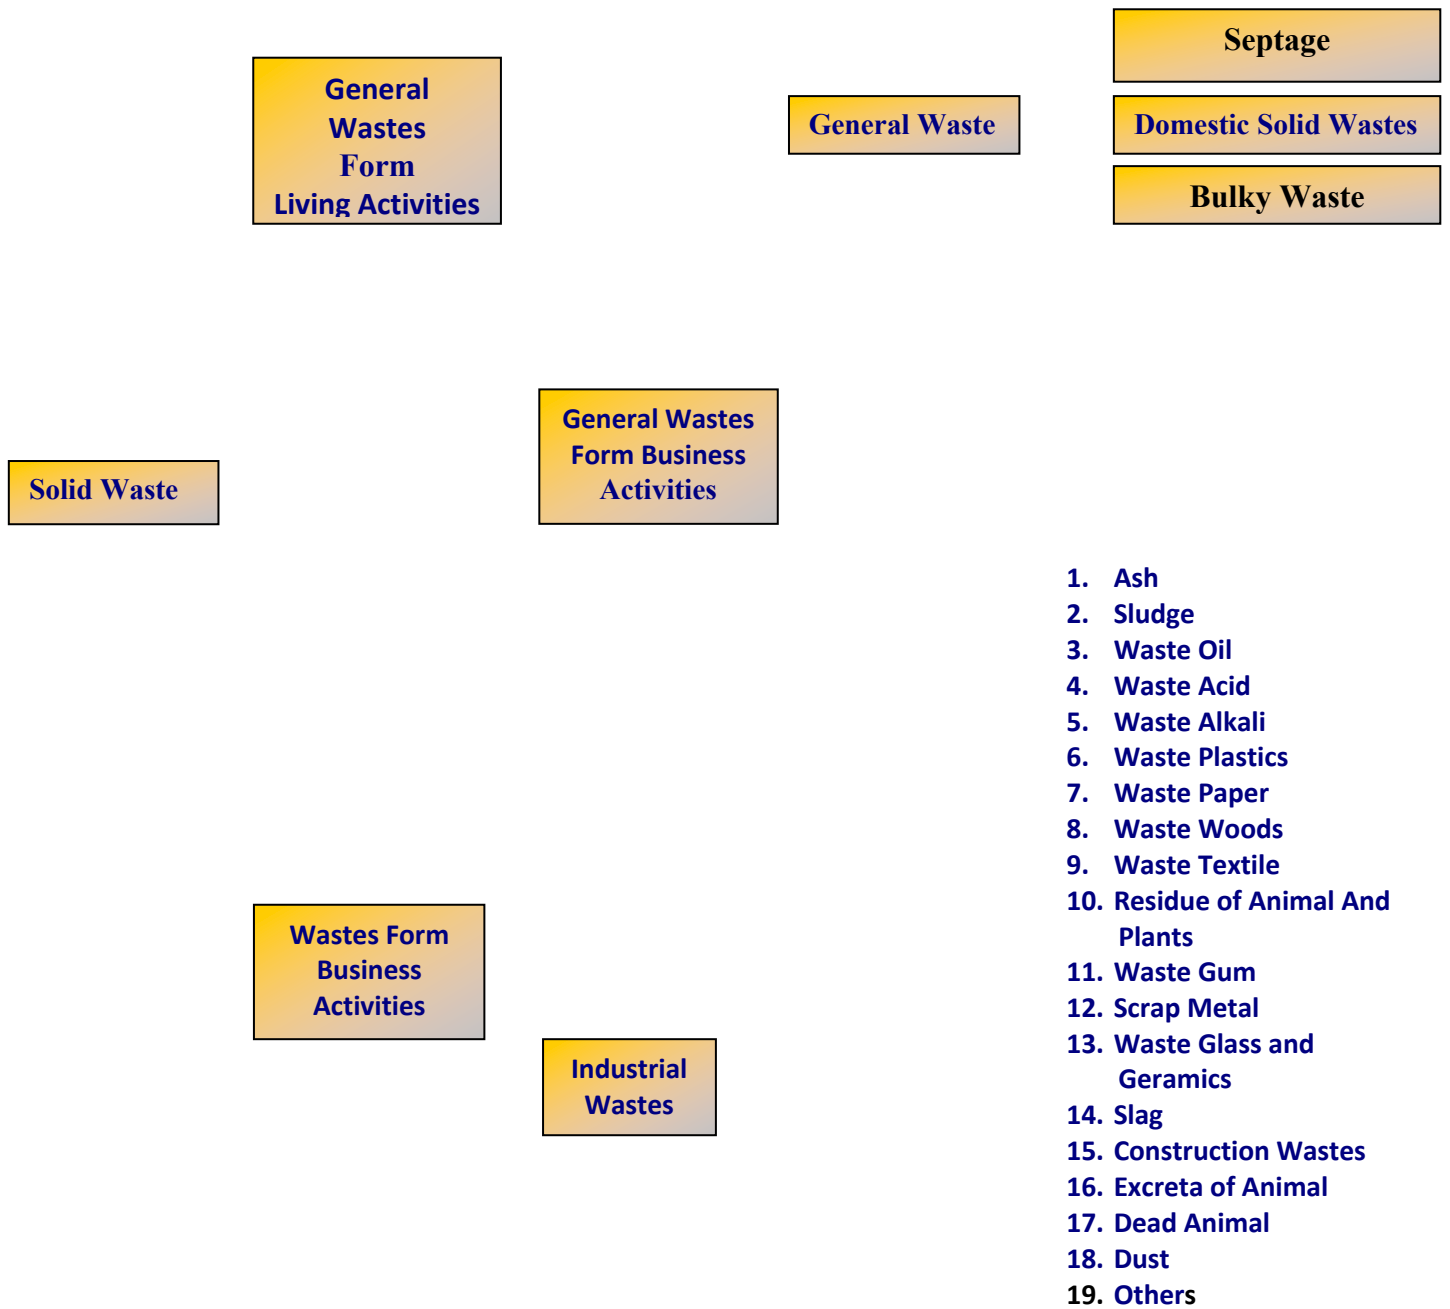 Septage
General
Wastes
Form
Living Activities
General Waste
Domestic Solid Wastes
Bulky Waste
General Wastes
Form Business
Activities
Solid Waste
1. Ash
2. Sludge
3. Waste Oil
4. Waste Acid
5. Waste Alkali
6. Waste Plastics
7. Waste Paper
8. Waste Woods
9. Waste Textile
10. Residue of Animal And
Plants
11. Waste Gum
12. Scrap Metal
13. Waste Glass and
Geramics
14. Slag
15. Construction Wastes
16. Excreta of Animal
17. Dead Animal
18. Dust
19. Others
Wastes Form
Business
Activities
Industrial
Wastes